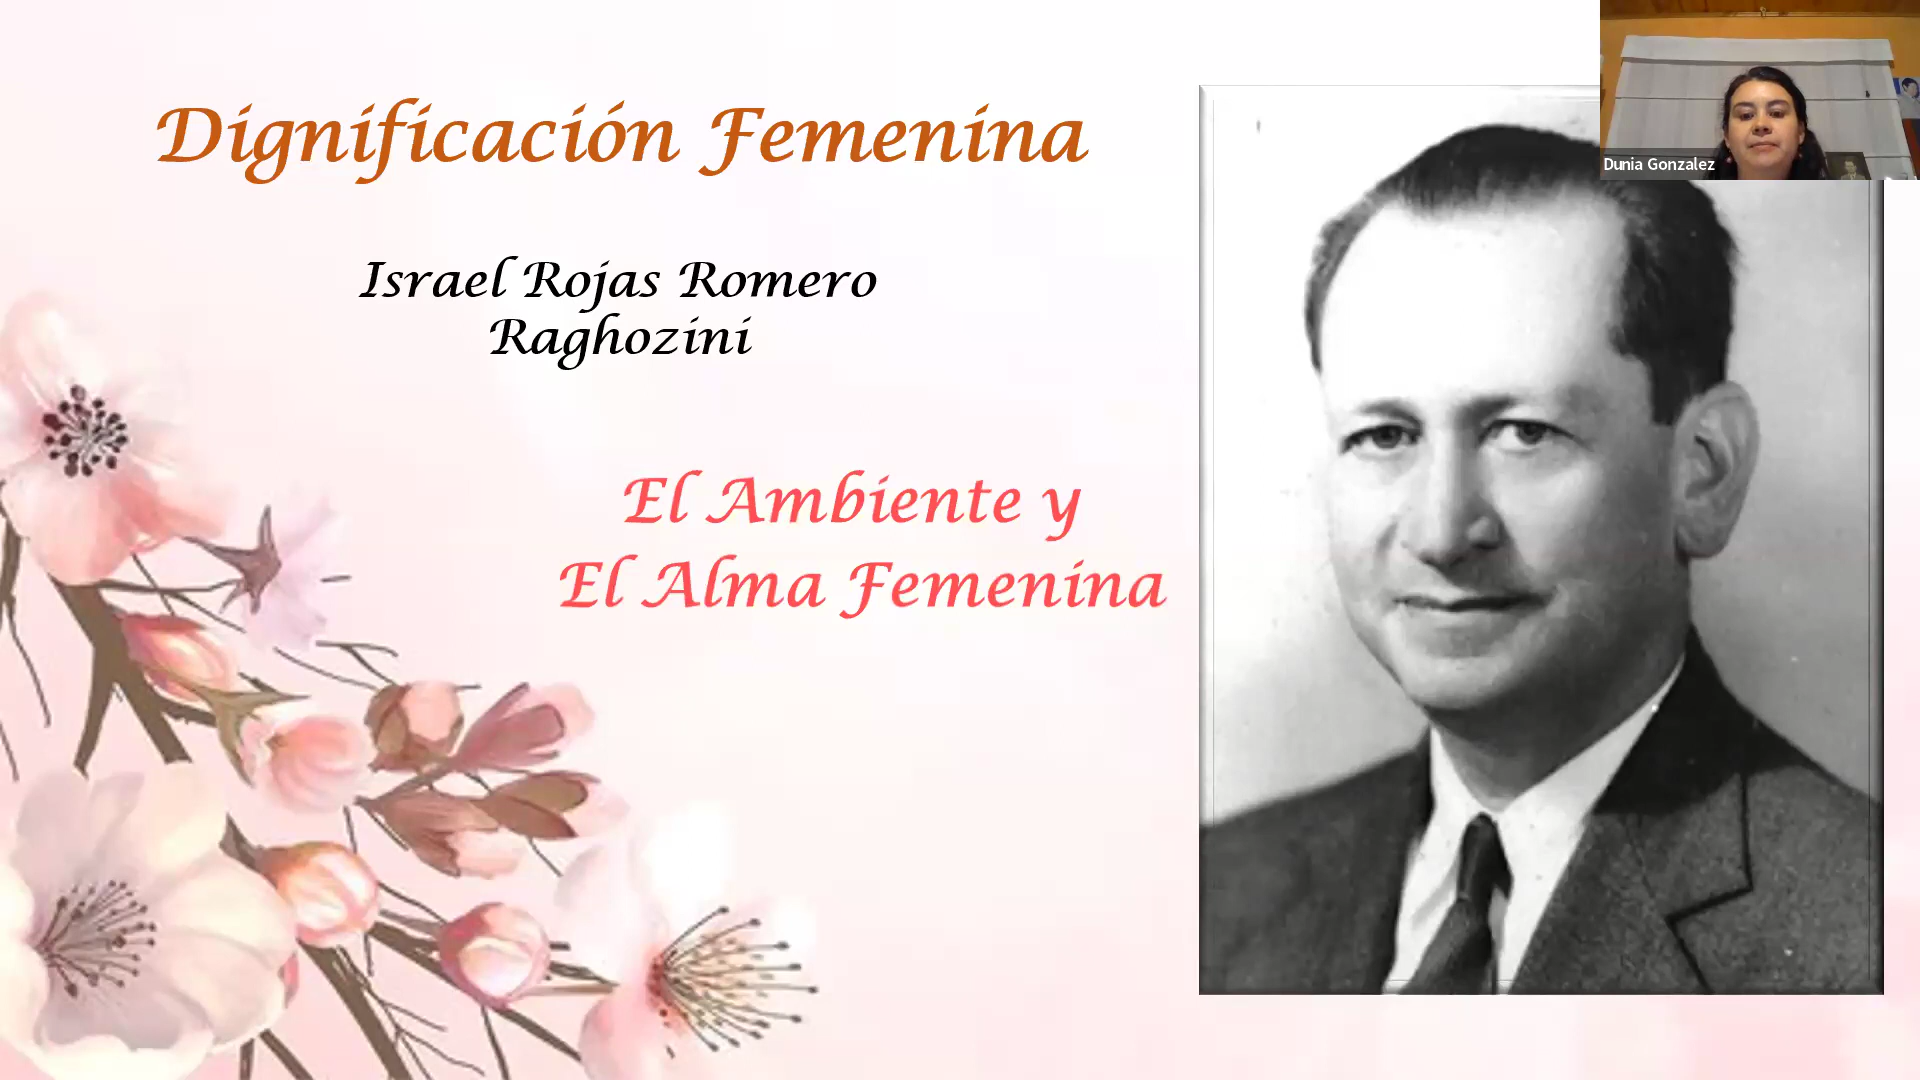 Dignificación Femenina
Israel Rojas Romero
Raghozini
El Ambiente y
El Alma Femenina
Dunia Gonzalez